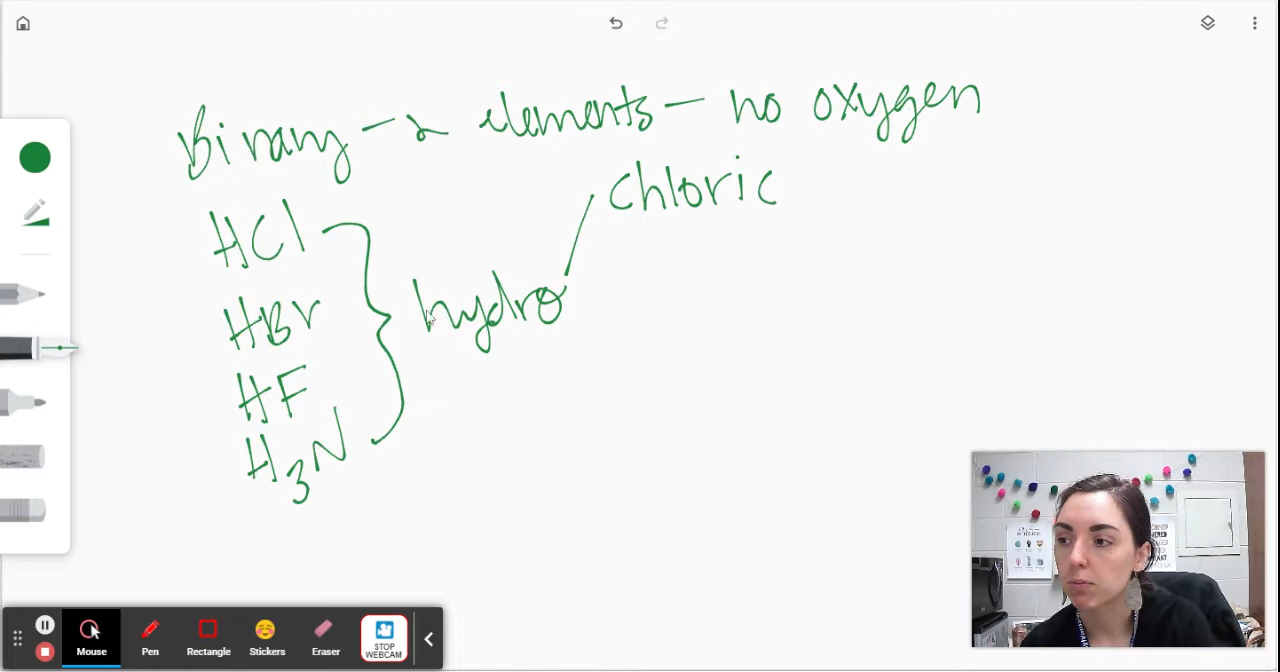 Binary – 2 elements – no oxygen
chloric
HCl
hydro
HBr
HF
H₃N
Mouse
Pen
Rectangle
Stickers
Eraser
STOP
WEBCAM